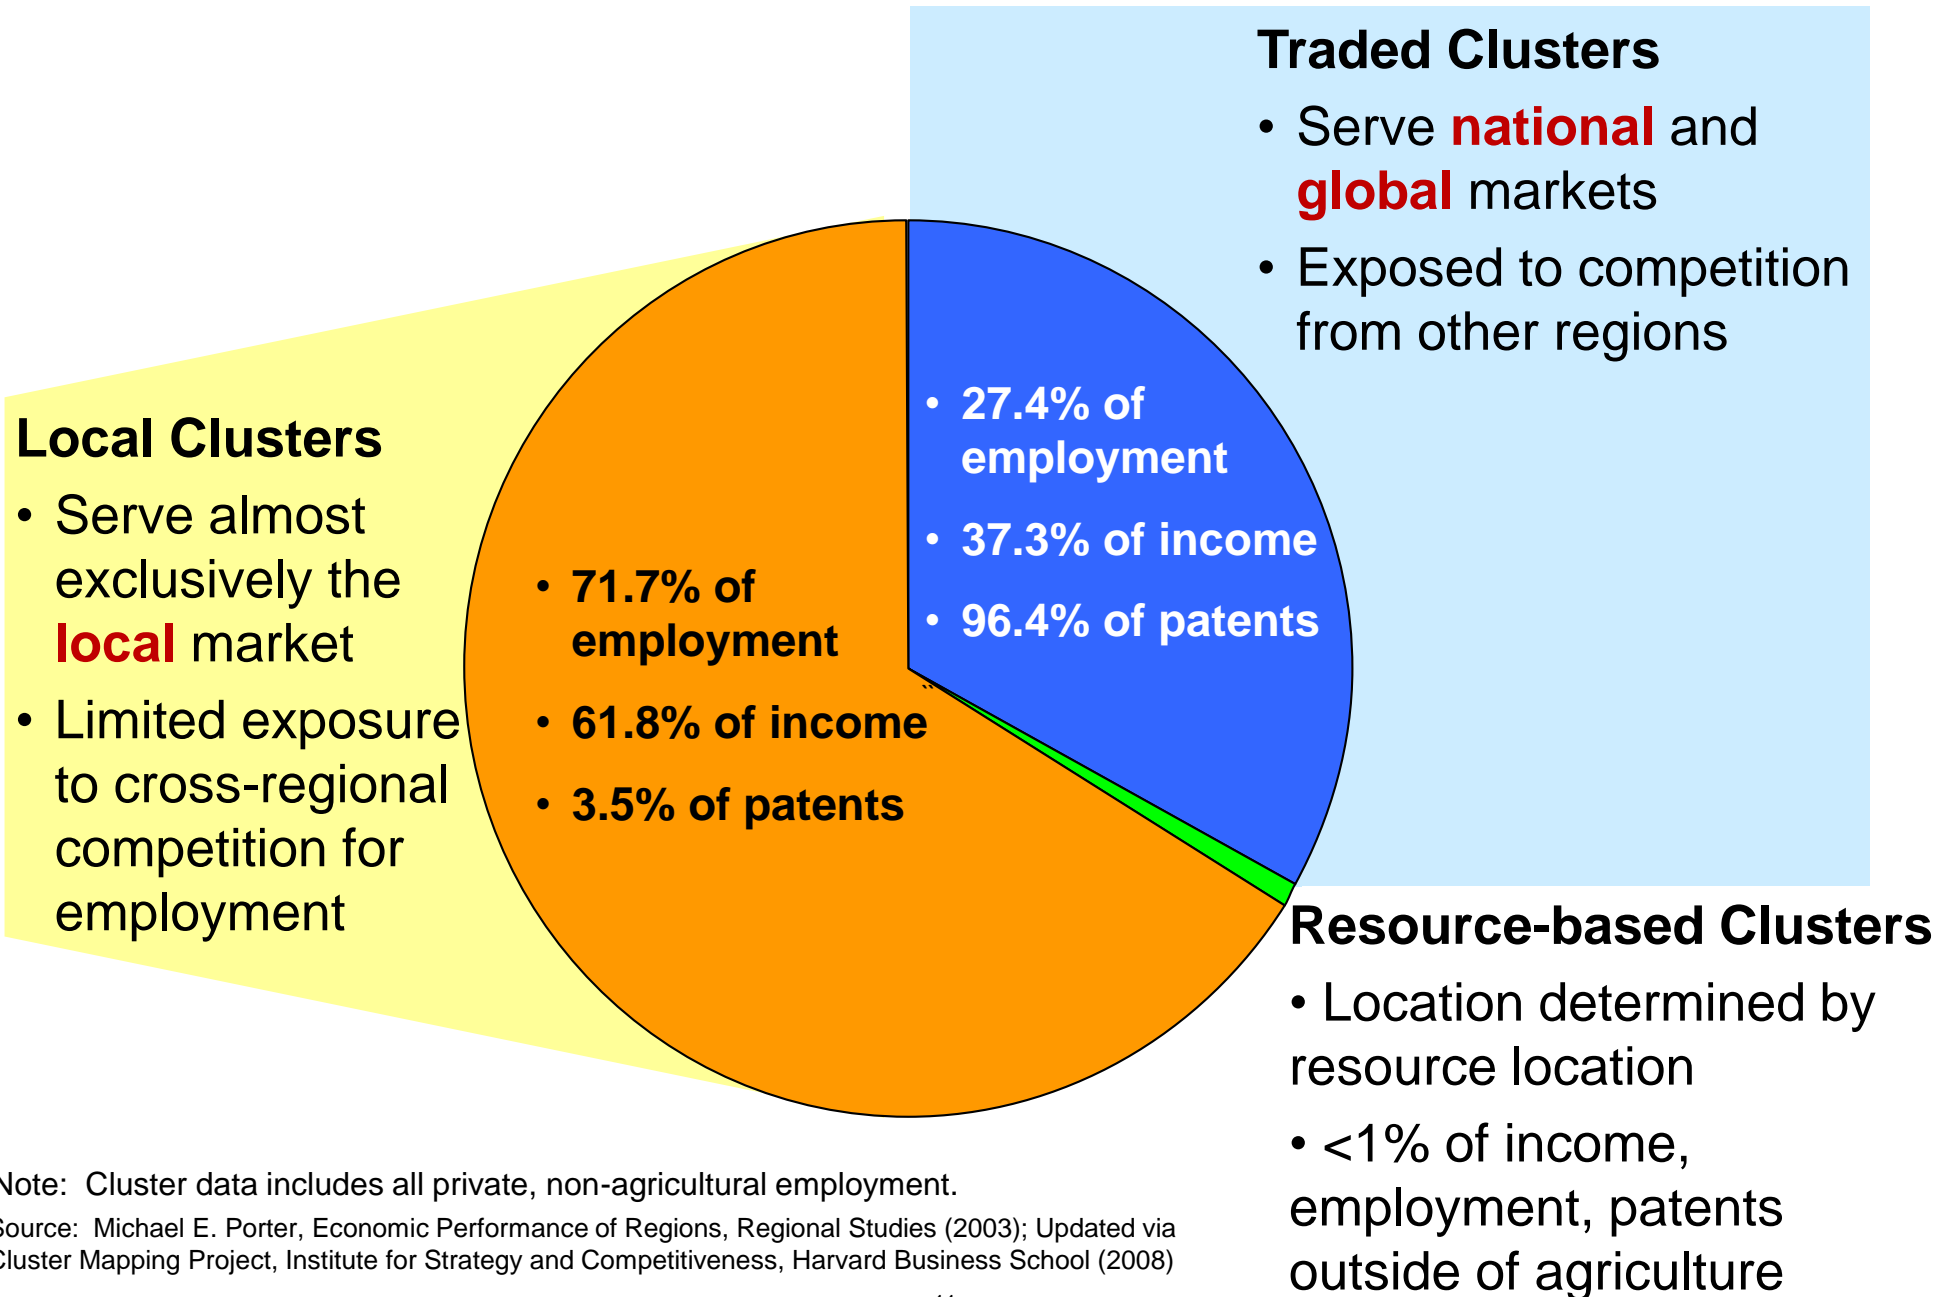 Traded Clusters
• Serve national and
global markets
• Exposed to competition
from other regions
• 27.4% of
employment
• 37.3% of income
• 96.4% of patents
Local Clusters
• Serve almost
exclusively the
local market
• Limited exposure
to cross-regional
competition for
employment
• 71.7% of
employment
• 61.8% of income
• 3.5% of patents
Resource-based Clusters
• Location determined by
resource location
• <1% of income,
employment, patents
outside of agriculture
Note: Cluster data includes all private, non-agricultural employment.
Source: Michael E. Porter, Economic Performance of Regions, Regional Studies (2003); Updated via
Cluster Mapping Project, Institute for Strategy and Competitiveness, Harvard Business School (2008)